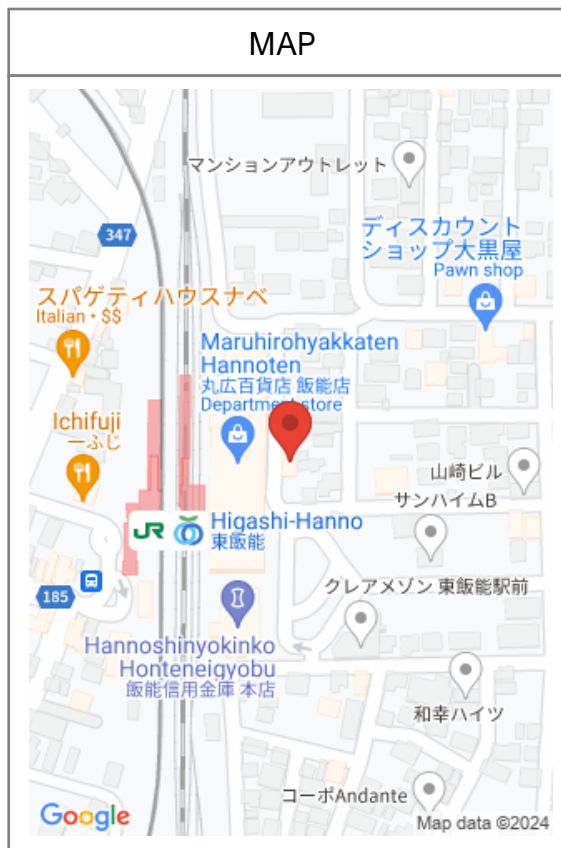 MAP
マンションアウトレット
347
ディスカウント
ショップ大黒屋
Pawn shop
スパゲティハウスナベ
Italian • $$
Maruhirohyakkaten
Hannoten
丸広百貨店 飯能店
Department store
Ichifuji
一ふじ
山崎ビル
サンハイムB
JR
Higashi-Hanno
東飯能
185
クレアメゾン 東飯能駅前
Hannoshinyokinko
Honteneigyobu
飯能信用金庫 本店
和幸ハイツ
コーポAndante
Google
Map data ©2024